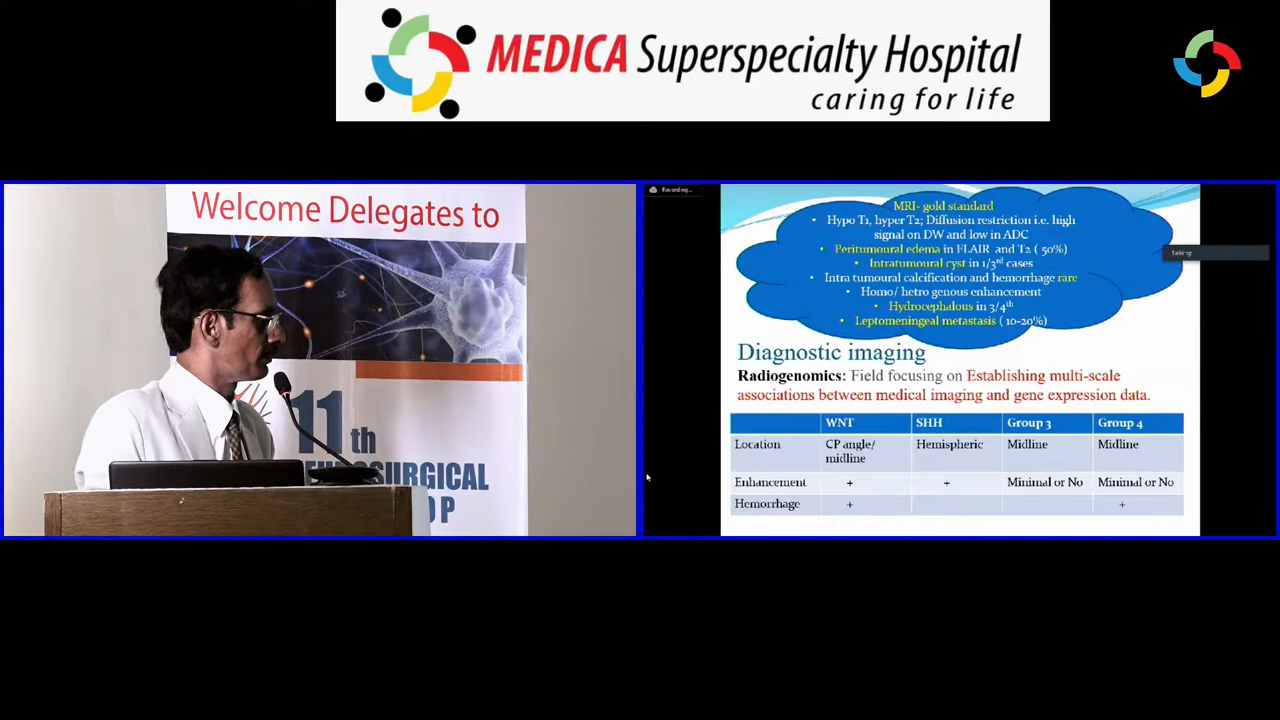 MEDICA Superspecialty Hospital
caring for life
Welcome Delegates to
11th
SURGICAL
Recording...
MRI- gold standard
• Hypo T1, hyper T2; Diffusion restriction i.e. high
signal on DW and low in ADC
• Peritumoural edema in FLAIR and T2 ( 50%)
• Intratumoural cyst in 1/3rd cases
• Intra tumoural calcification and hemorrhage rare
• Homo/ hetro genous enhancement
• Hydrocephalous in 3/4th
• Leptomeningeal metastasis ( 10-20%)
Talking:
Diagnostic imaging
Radiogenomics: Field focusing on Establishing multi-scale
associations between medical imaging and gene expression data.
WNT SHH Group 3 Group 4
Location CP angle/ midline Hemispheric Midline Midline
Enhancement + + Minimal or No Minimal or No
Hemorrhage + +